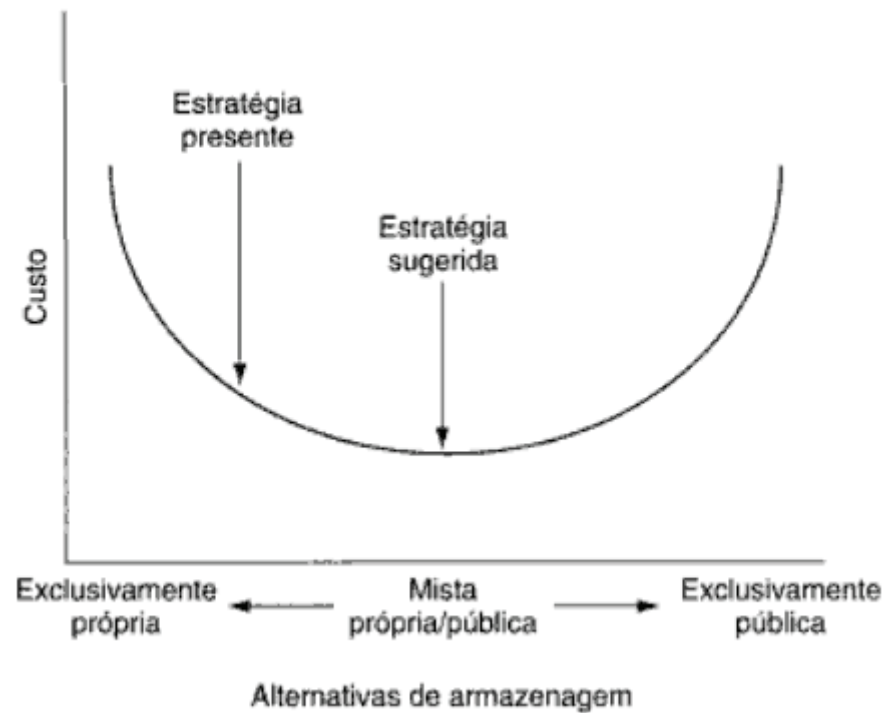 Estratégia
presente
Estratégia
sugerida
Custo
Exclusivamente
própria
Mista
própria/pública
Exclusivamente
pública
Alternativas de armazenagem